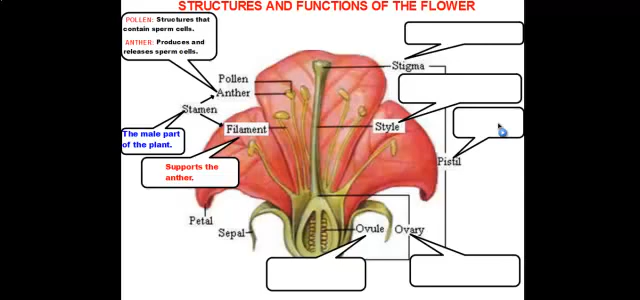 STRUCTURES AND FUNCTIONS OF THE FLOWER
POLLEN: Structures that
contain sperm cells.
ANTHER: Produces and
releases sperm cells.
Stigma
Pollen
Anther
Stamen
Filament
Style
The male part
of the plant.
Supports the
anther.
Pistil
Petal
Sepal
Ovule
Ovary